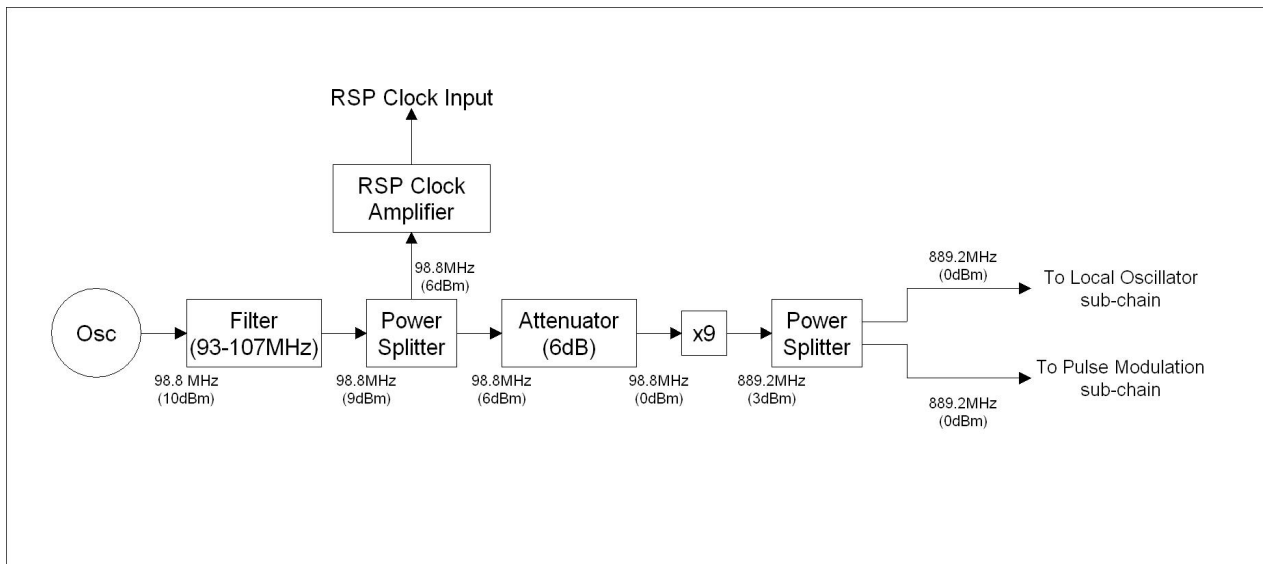 RSP Clock Input
RSP Clock
Amplifier
98.8MHz
(6dBm)
889.2MHz
(0dBm)
To Local Oscillator
sub-chain
Osc
Filter
(93-107MHz)
Power
Splitter
Attenuator
(6dB)
x9
Power
Splitter
98.8 MHz
(10dBm)
98.8MHz
(9dBm)
98.8MHz
(6dBm)
98.8MHz
(0dBm)
889.2MHz
(3dBm)
To Pulse Modulation
sub-chain
889.2MHz
(0dBm)